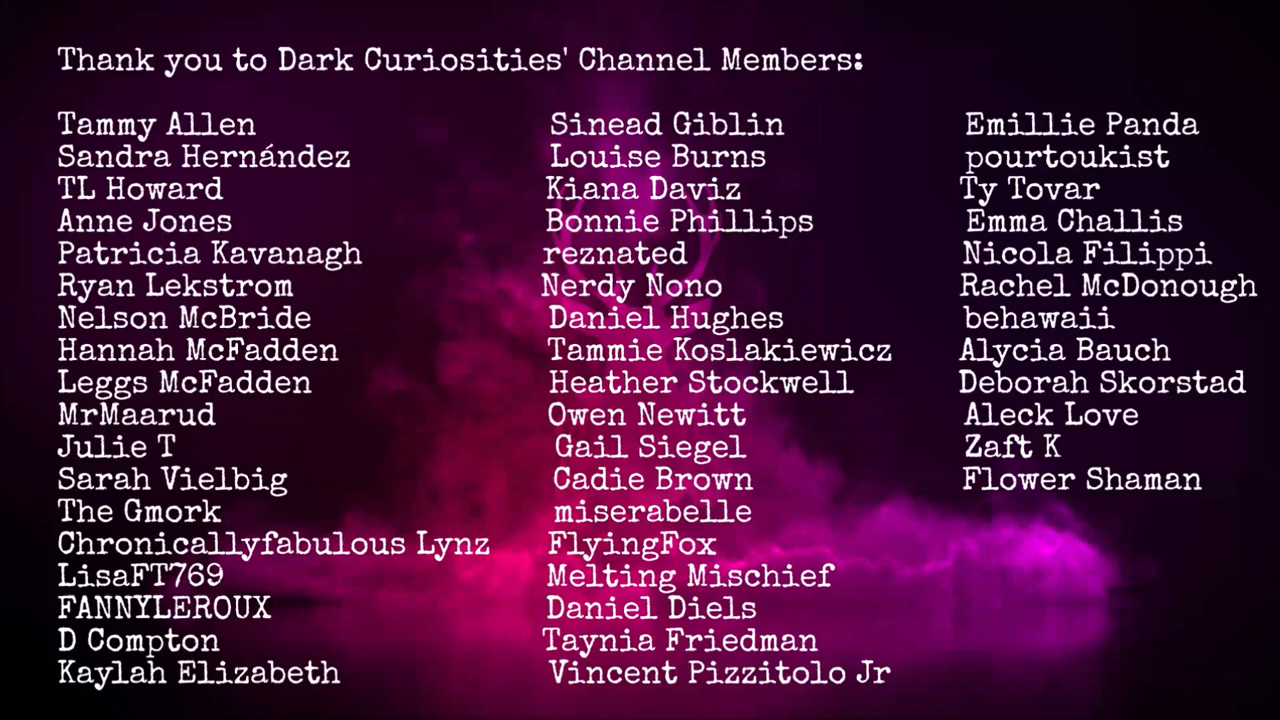 Thank you to Dark Curiosities' Channel Members:
Tammy Allen
Sandra Hernández
TL Howard
Anne Jones
Patricia Kavanagh
Ryan Lekstrom
Nelson McBride
Hannah McFadden
Leggs McFadden
MrMaarud
Julie T
Sarah Vielbig
The Gmork
Chronicallyfabulous Lynz
LisaFT769
FANNYLEROUX
D Compton
Kaylah Elizabeth
Sinead Giblin
Louise Burns
Kiana Daviz
Bonnie Phillips
reznated
Nerdy Nono
Daniel Hughes
Tammie Koslakiewicz
Heather Stockwell
Owen Newitt
Gail Siegel
Cadie Brown
miserabelle
FlyingFox
Melting Mischief
Daniel Diels
Taynia Friedman
Vincent Pizzitolo Jr
Emillie Panda
pourtoukist
Ty Tovar
Emma Challis
Nicola Filippi
Rachel McDonough
behawaii
Alycia Bauch
Deborah Skorstad
Aleck Love
Zaft K
Flower Shaman